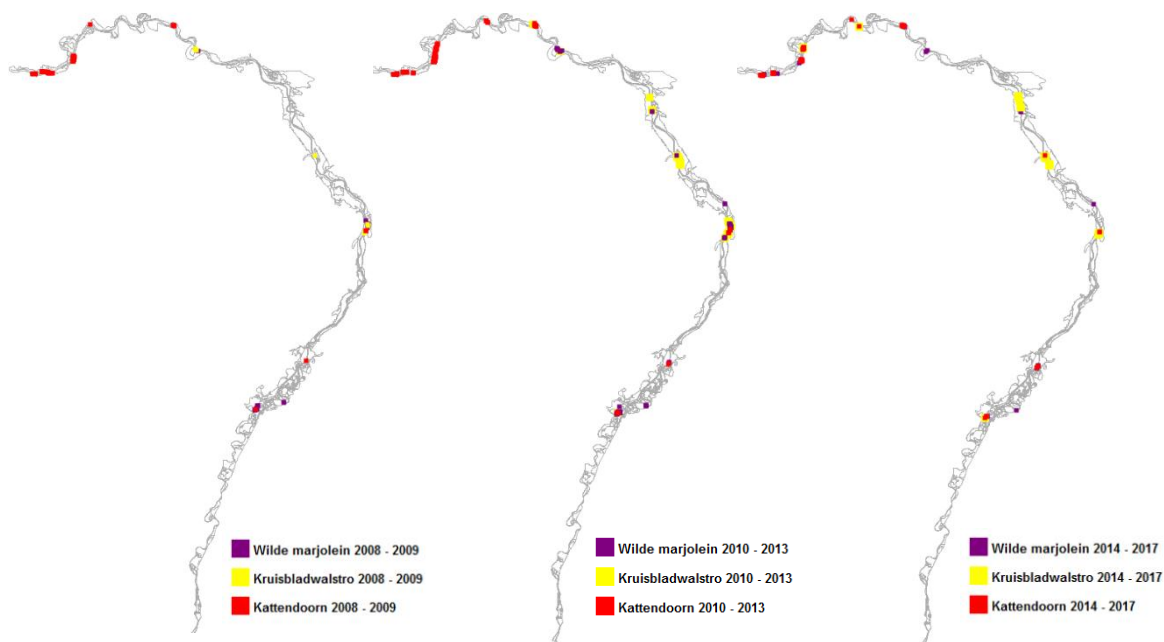 Wilde marjolein 2008 - 2009
Kruisbladwalstro 2008 - 2009
Kattendoorn 2008 - 2009
Wilde marjolein 2010 - 2013
Kruisbladwalstro 2010 - 2013
Kattendoorn 2010 - 2013
Wilde marjolein 2014 - 2017
Kruisbladwalstro 2014 - 2017
Kattendoorn 2014 - 2017